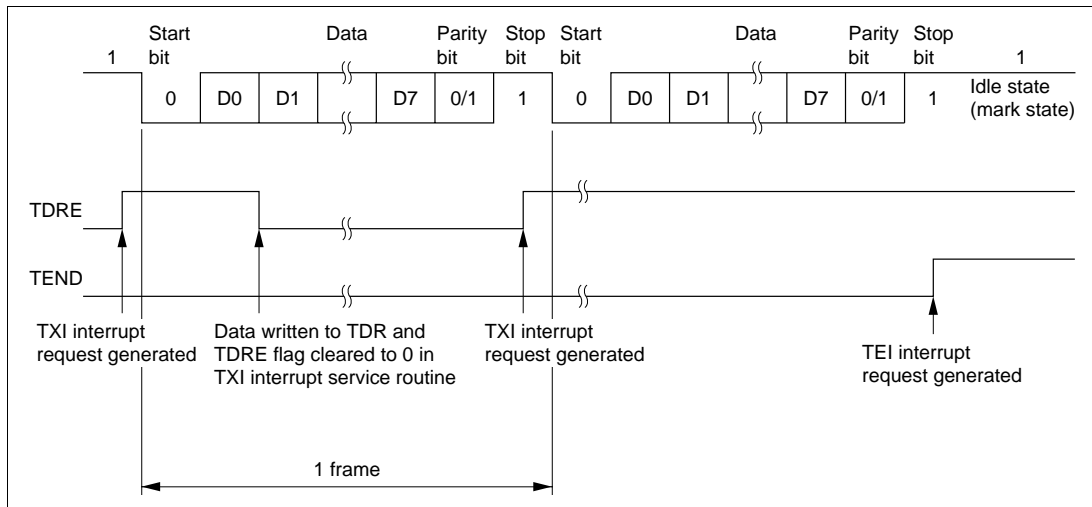 1
Start bit
Data
Parity bit
Stop bit
Start bit
Data
Parity bit
Stop bit
1
0
D0
D1
D7
0/1
1
0
D0
D1
D7
0/1
1
Idle state
(mark state)
TDRE
TEND
TXI interrupt
request generated
Data written to TDR and
TDRE flag cleared to 0 in
TXI interrupt service routine
TXI interrupt
request generated
TEI interrupt
request generated
1 frame